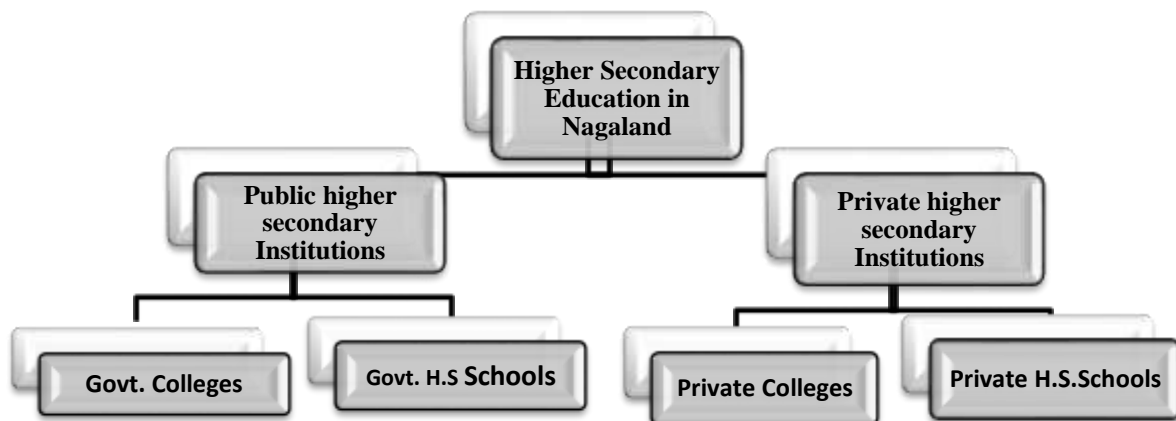 Higher Secondary
Education in
Nagaland
Public higher
secondary
Institutions
Private higher
secondary
Institutions
Govt. Colleges
Govt. H.S Schools
Private Colleges
Private H.S.Schools